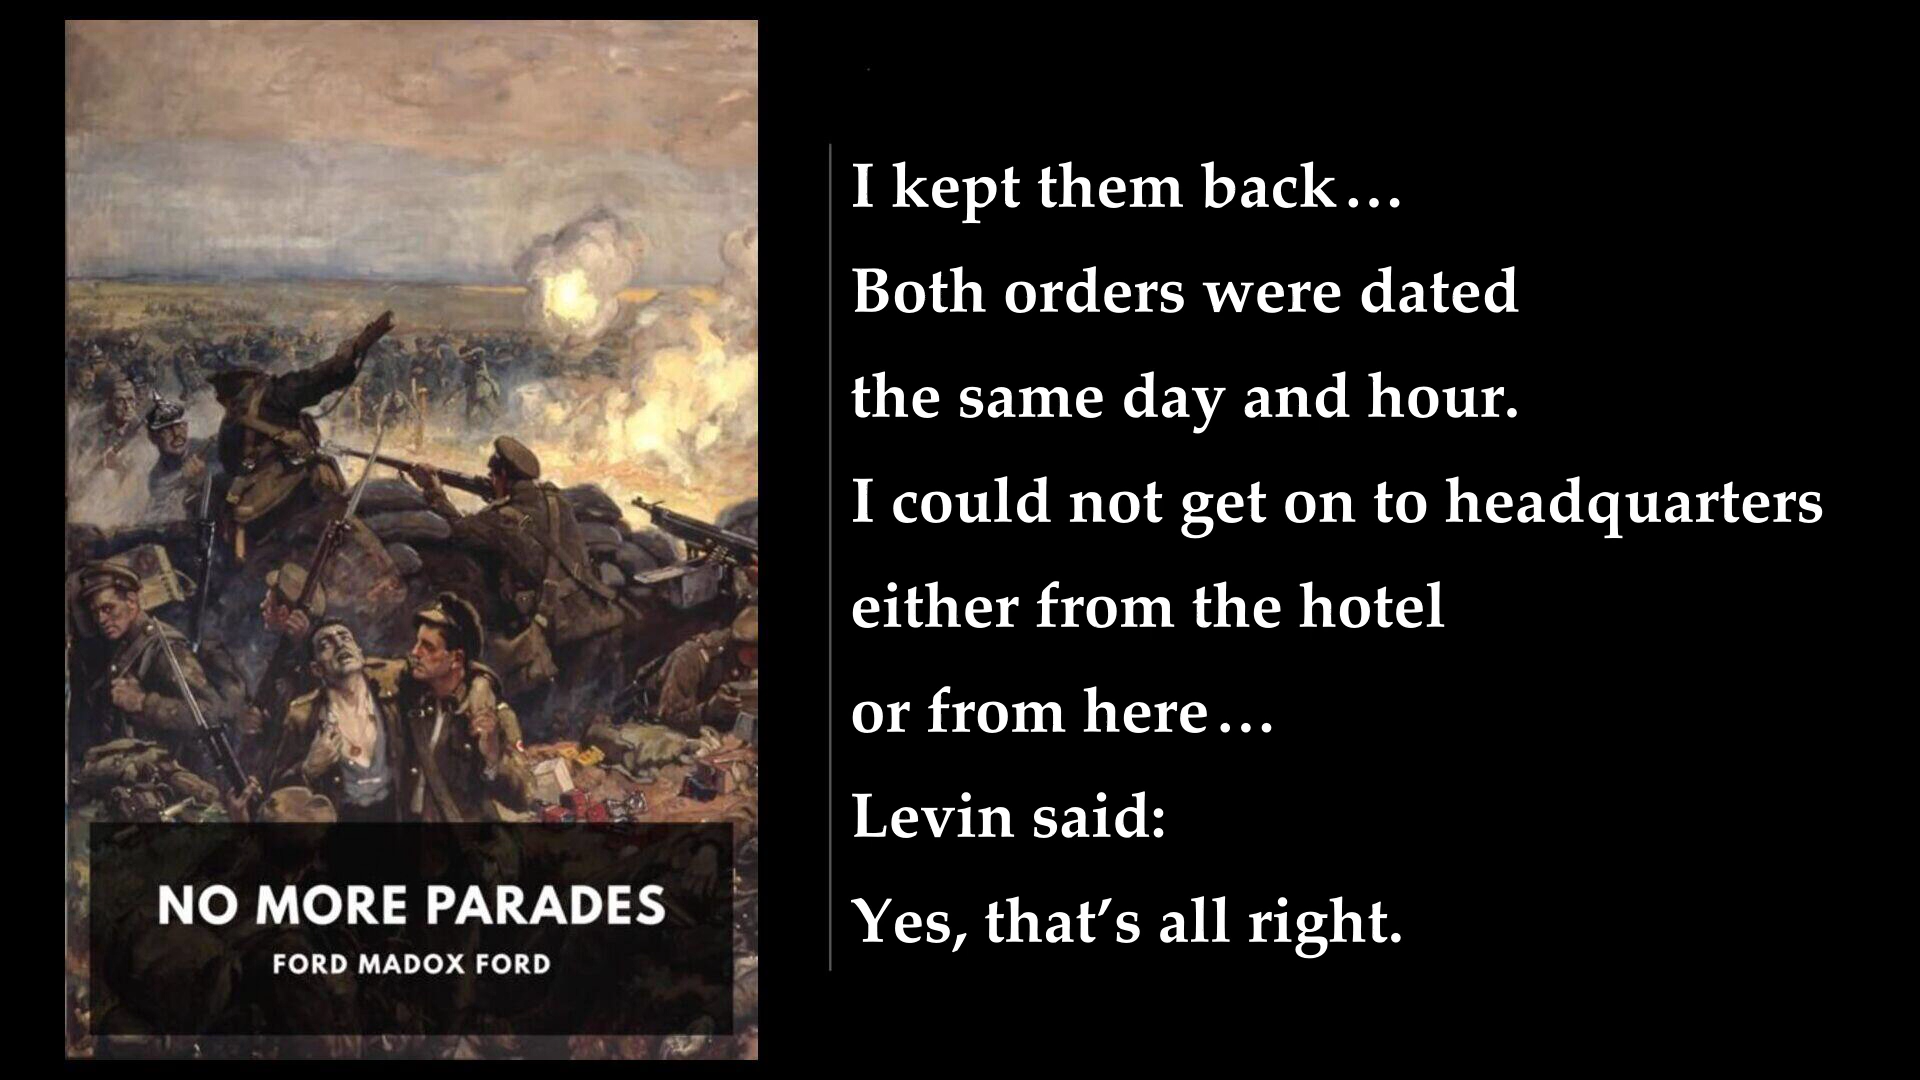 NO MORE PARADES
FORD MADOX FORD
I kept them back…
Both orders were dated
the same day and hour.
I could not get on to headquarters
either from the hotel
or from here…
Levin said:
Yes, that’s all right.